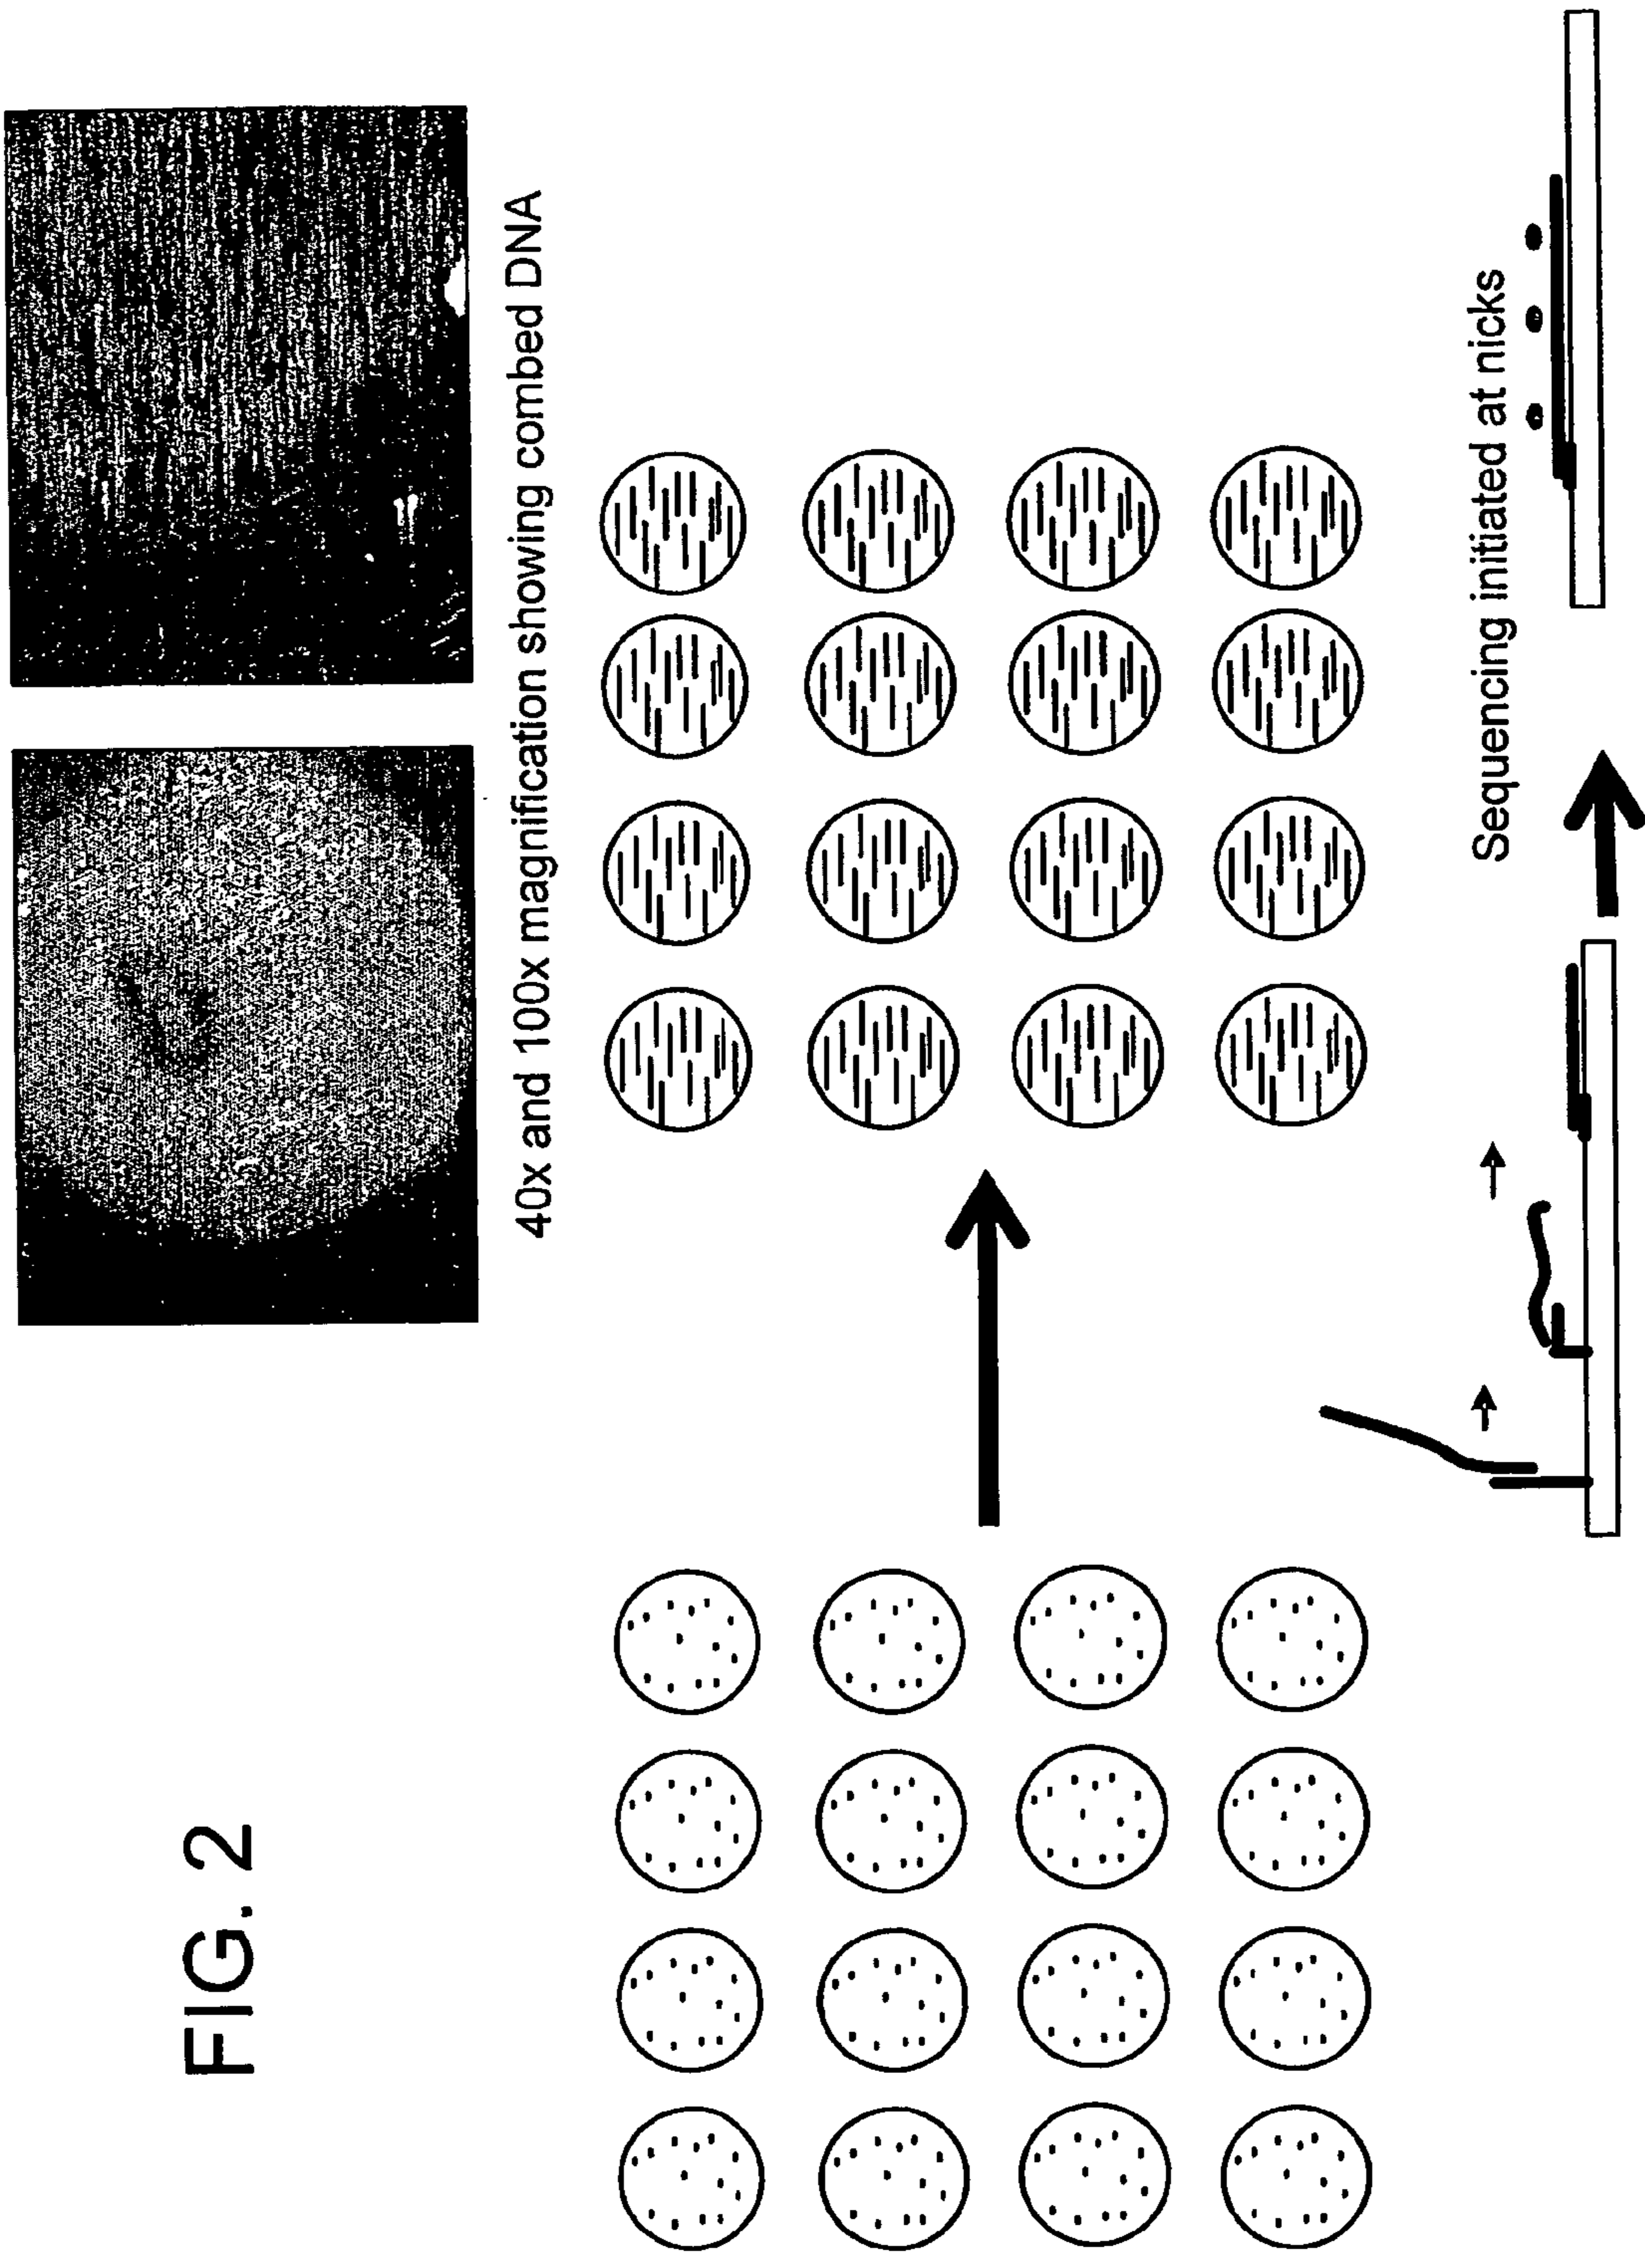 FIG. 2
40x and 100x magnification showing combed DNA
Sequencing initiated at nicks